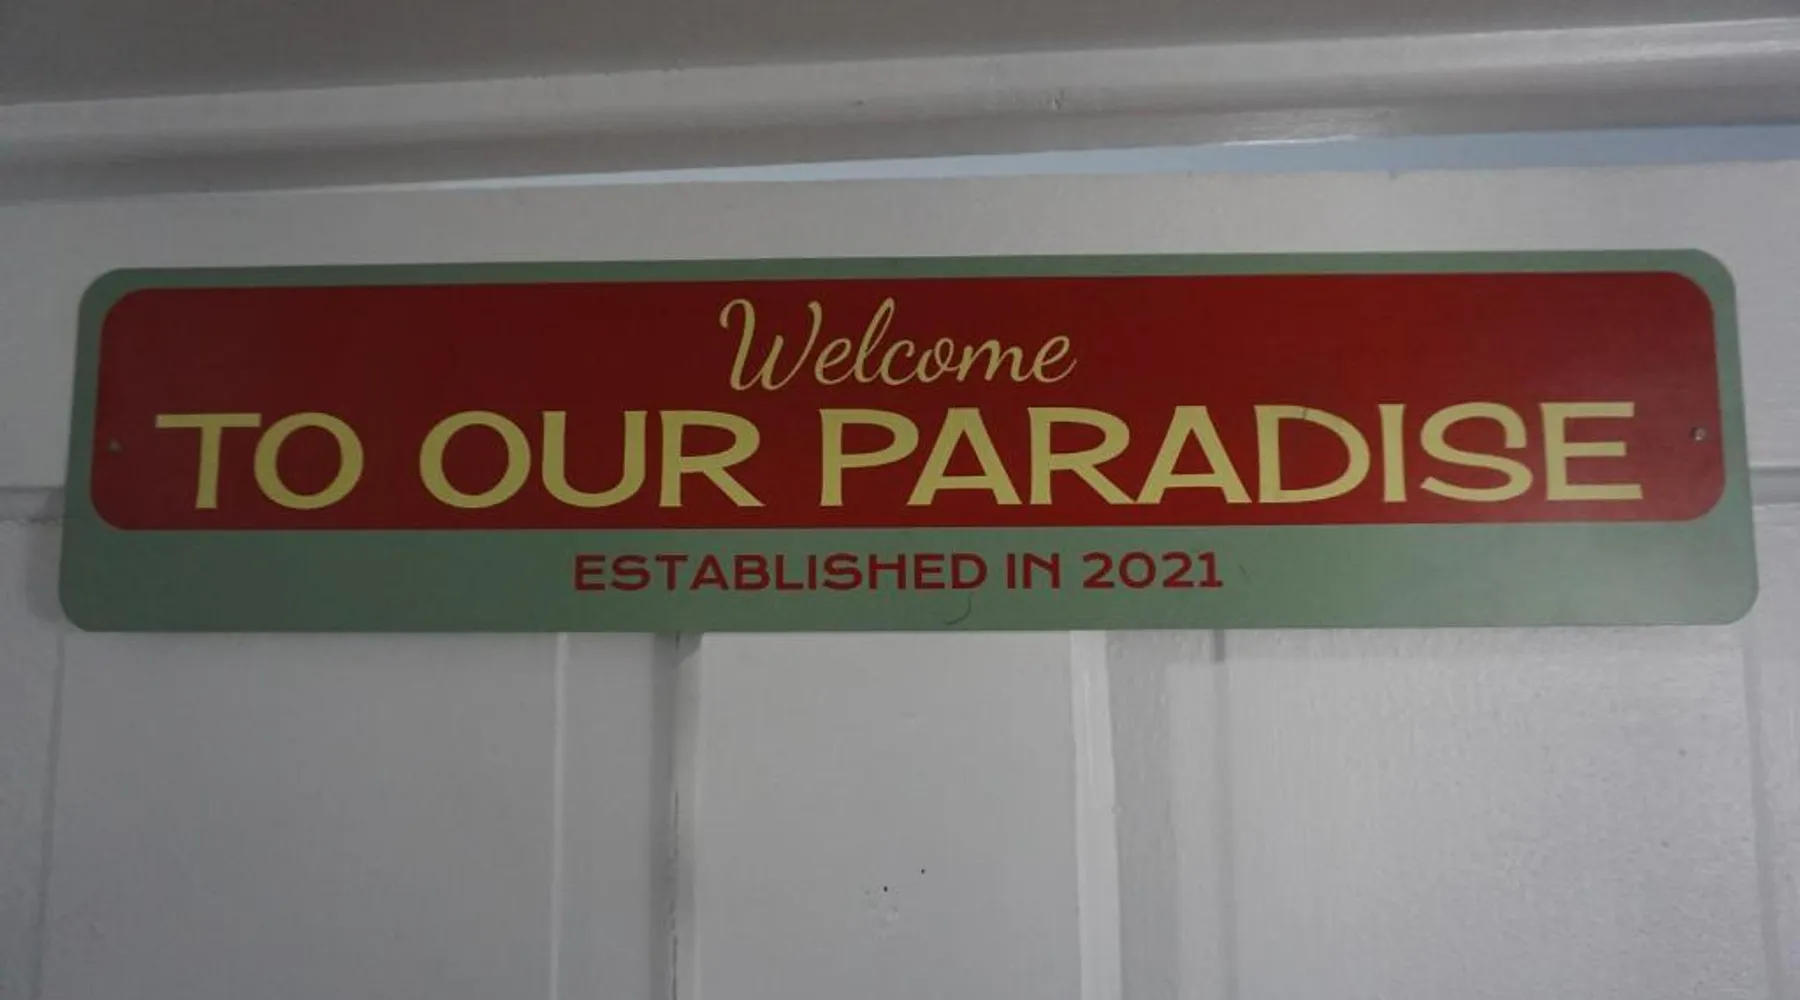 Welcome
TO OUR PARADISE
ESTABLISHED IN 2021